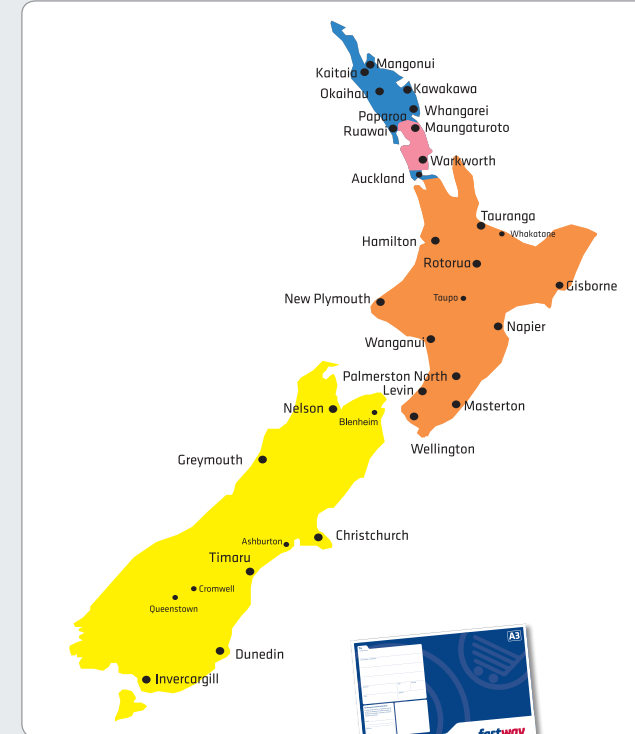 Mangonui
Kaitaia
Okaihau
Kawakawa
Whangarei
Paparoa
Maungaturoto
Ruawai
Warkworth
Auckland
Tauranga
Whakatane
Hamilton
Rotorua
Gisborne
New Plymouth
Taupo
Napier
Wanganui
Palmerston North
Levin
Masterton
Nelson
Blenheim
Wellington
Greymouth
Christchurch
Ashburton
Timaru
Cromwell
Queenstown
Dunedin
Invercargill
A3
fastway